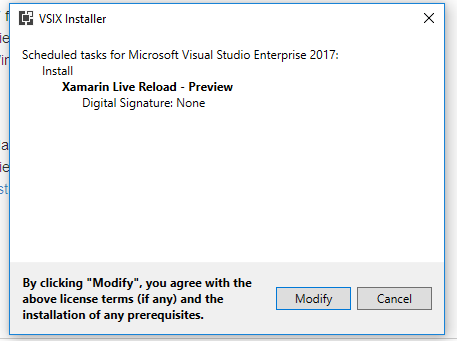 VSIX Installer
Scheduled tasks for Microsoft Visual Studio Enterprise 2017:
Install
Xamarin Live Reload - Preview
Digital Signature: None
By clicking "Modify", you agree with the
above license terms (if any) and the
installation of any prerequisites.
Modify
Cancel